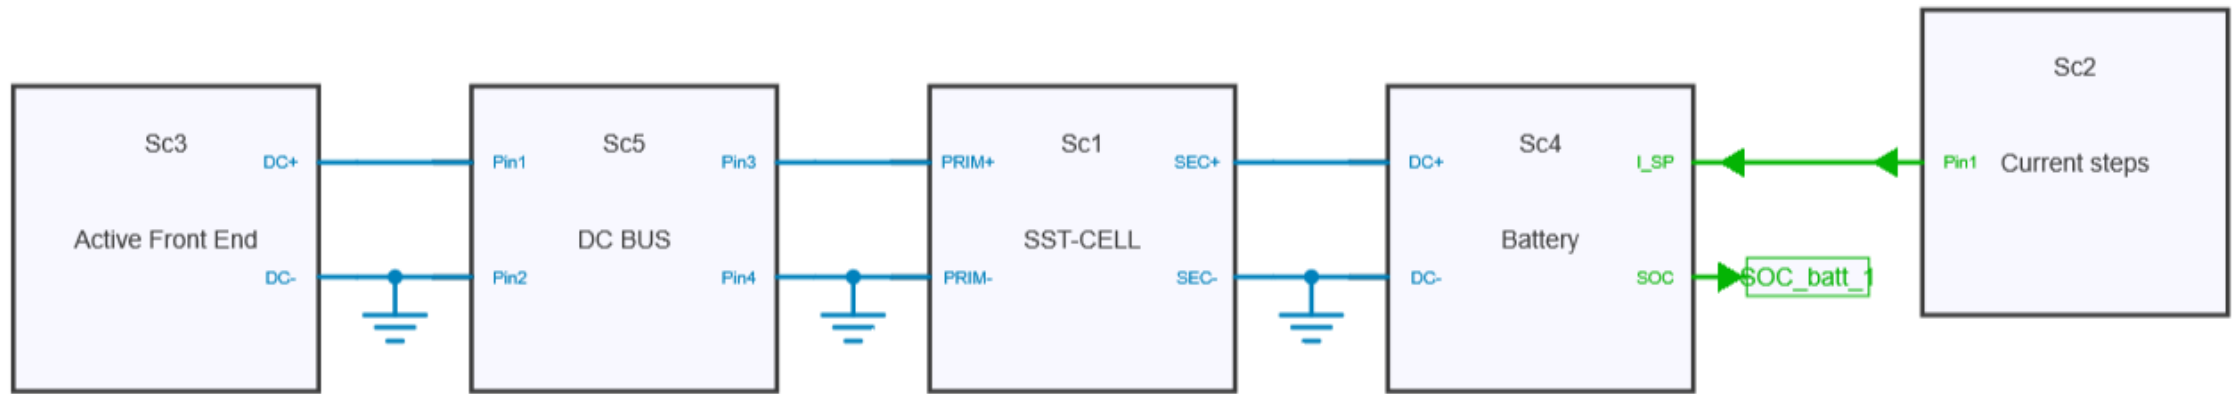 Sc3
DC+
Active Front End
DC-
Sc5
Pin1
Pin3
DC BUS
Pin2
Pin4
Sc1
PRIM+
SEC+
SST-CELL
PRIM-
SEC-
Sc4
DC+
I_SP
Battery
DC-
SOC
SOC_batt_1
Sc2
Pin1
Current steps